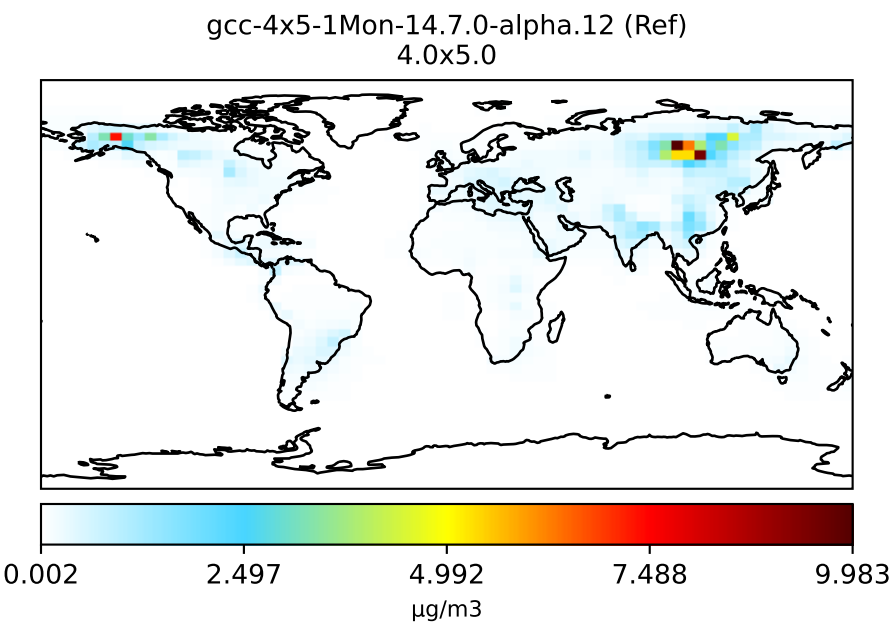 gcc-4x5-1Mon-14.7.0-alpha.12 (Ref)
4.0x5.0
0.002 2.497 4.992 7.488 9.983
μg/m3